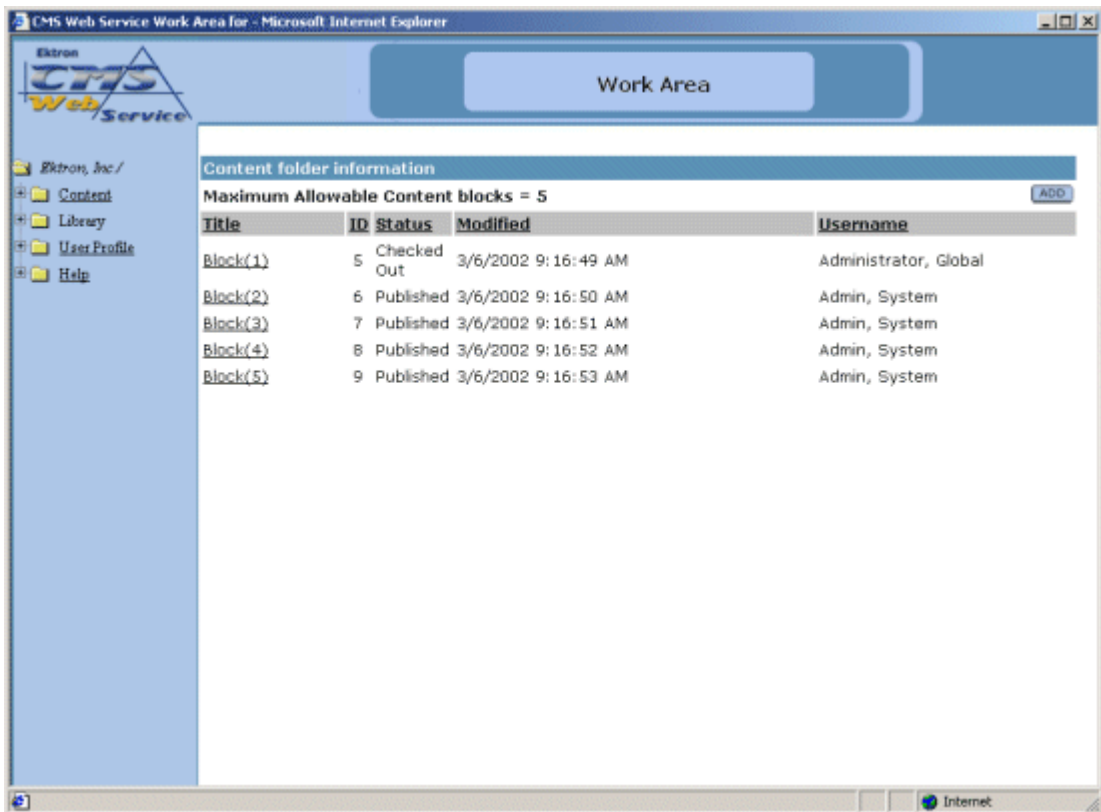 CMS Web Service Work Area for - Microsoft Internet Explorer
Ektron
CMS
Web
Service
Work Area
Ektron, Inc/
Content
Library
User Profile
Help
Content folder information
Maximum Allowable Content blocks = 5
ADD
Title ID Status Modified Username
Block(1) 5 Checked Out 3/6/2002 9:16:49 AM Administrator, Global
Block(2) 6 Published 3/6/2002 9:16:50 AM Admin, System
Block(3) 7 Published 3/6/2002 9:16:51 AM Admin, System
Block(4) 8 Published 3/6/2002 9:16:52 AM Admin, System
Block(5) 9 Published 3/6/2002 9:16:53 AM Admin, System
Internet